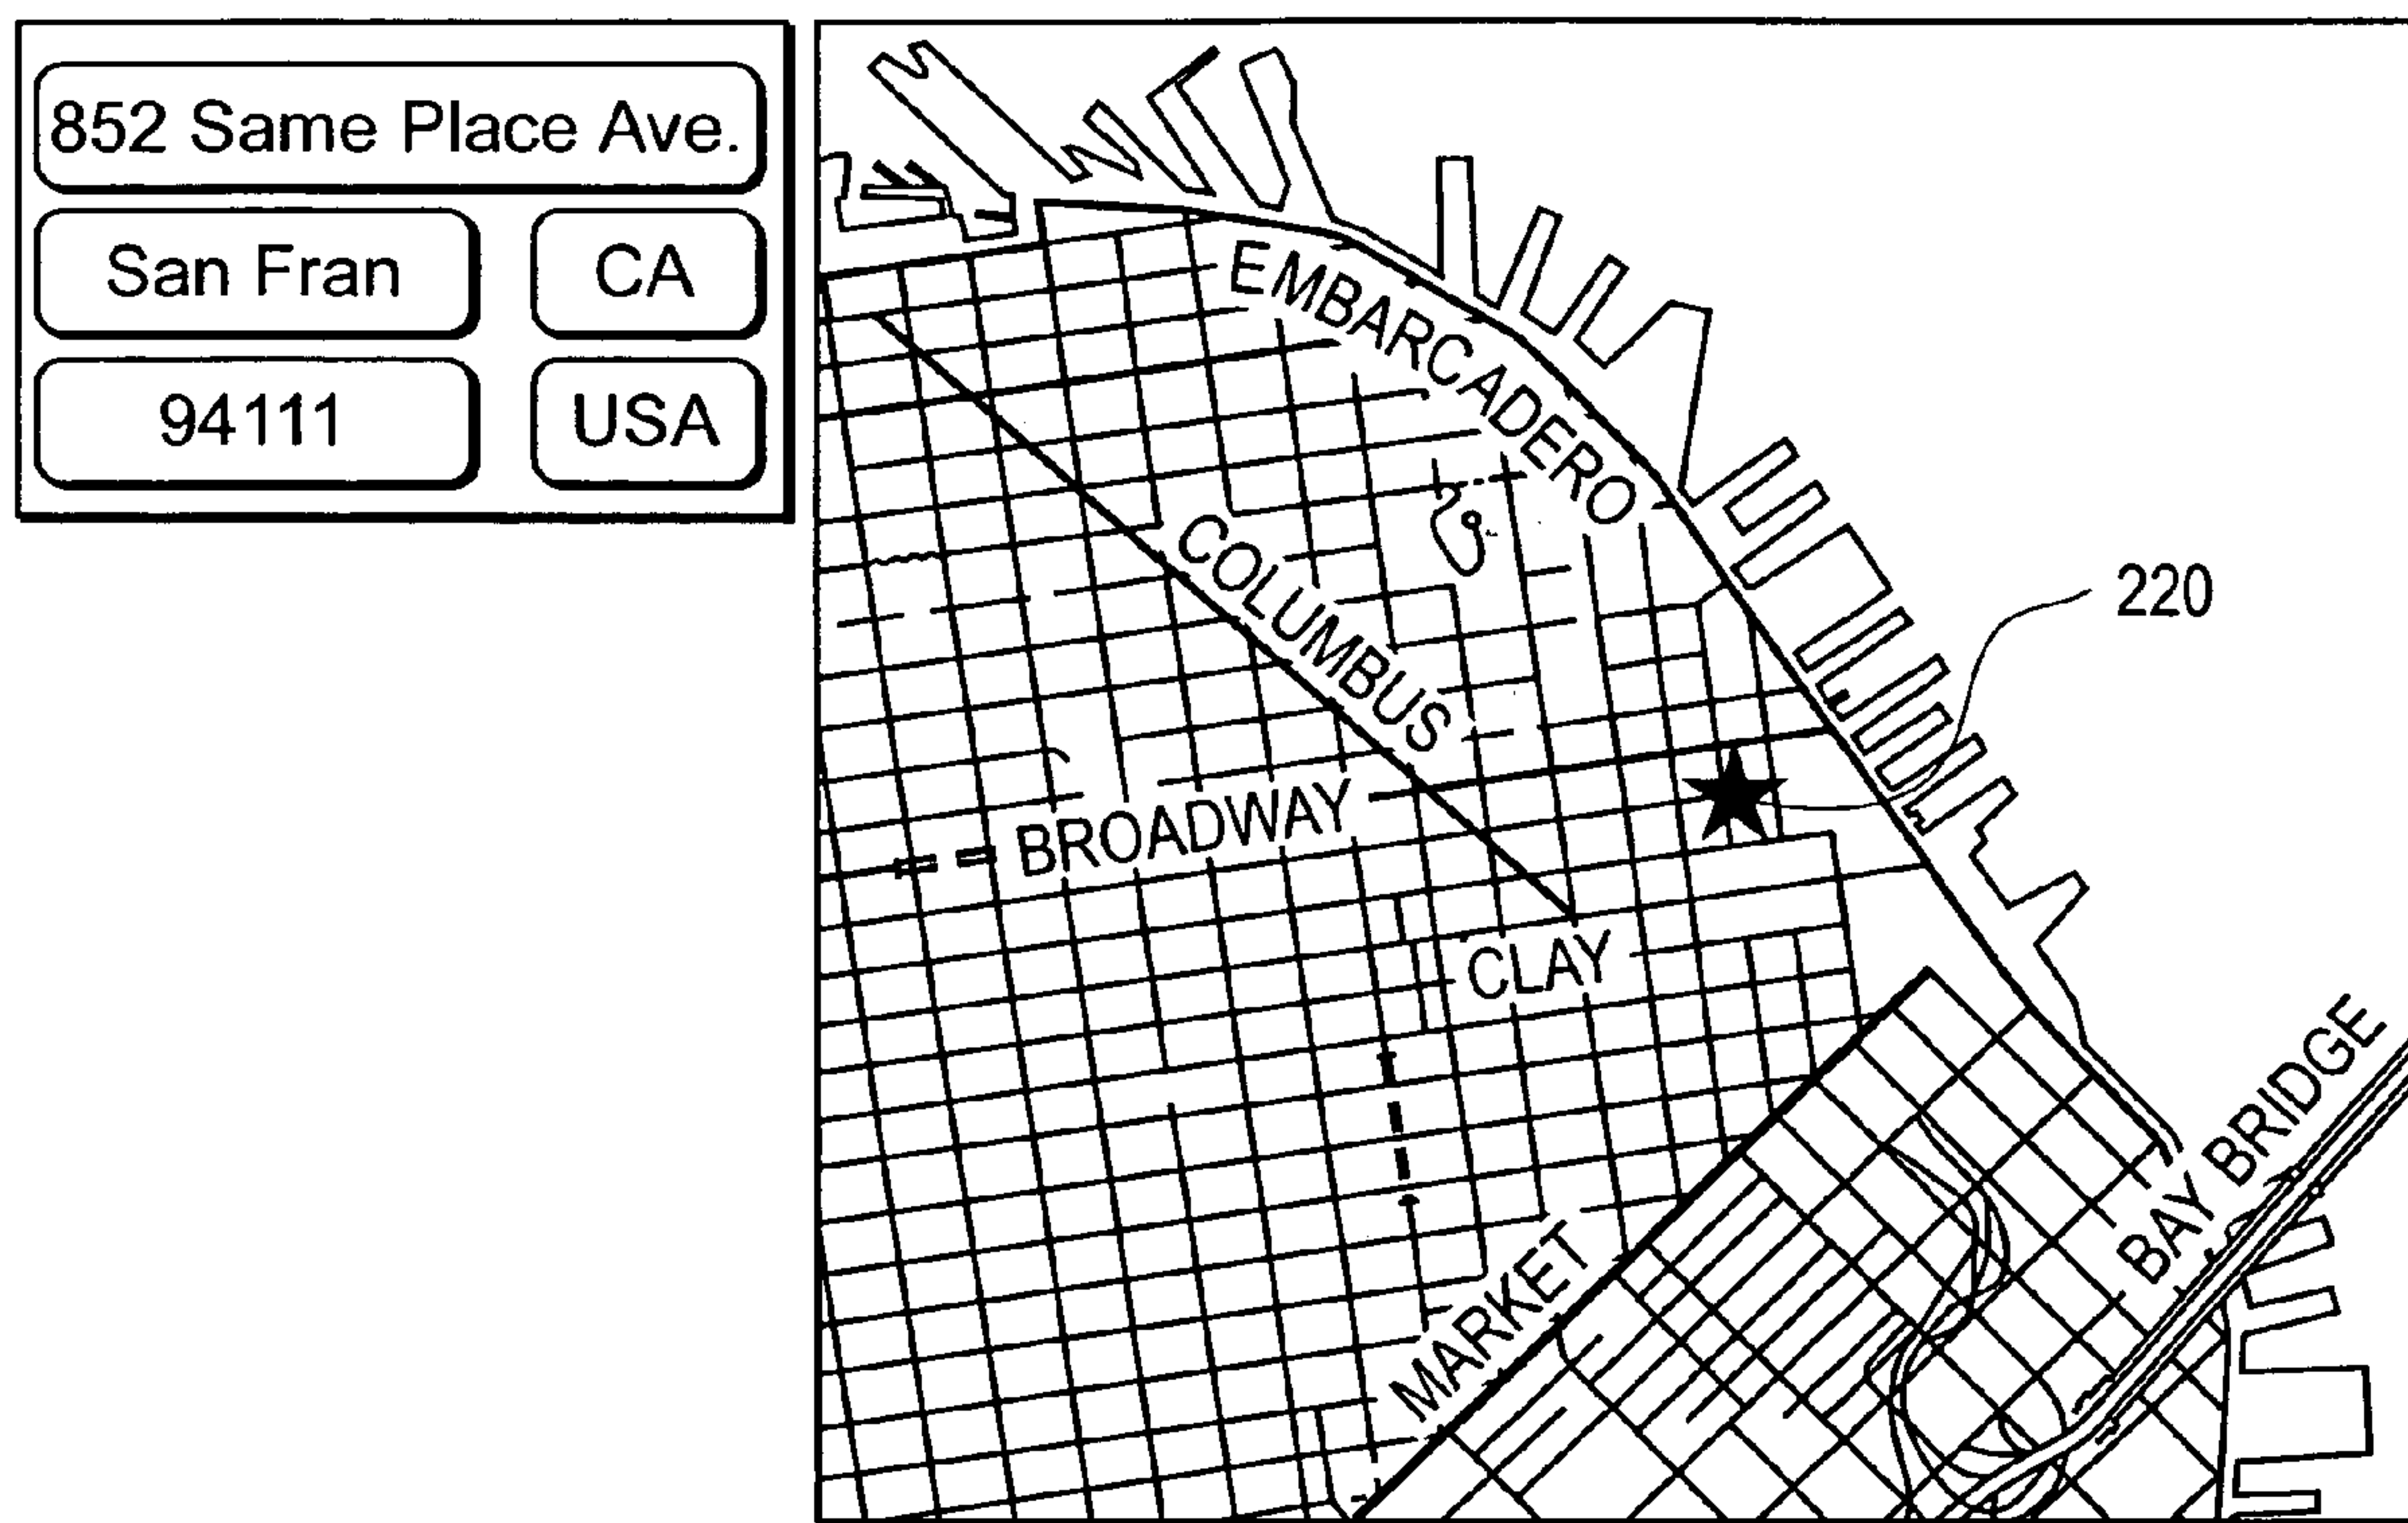 852 Same Place Ave.
San Fran
CA
94111
USA
EMBARCADERO
COLUMBUS
220
BROADWAY
CLAY
BAY BRIDGE
MARKET